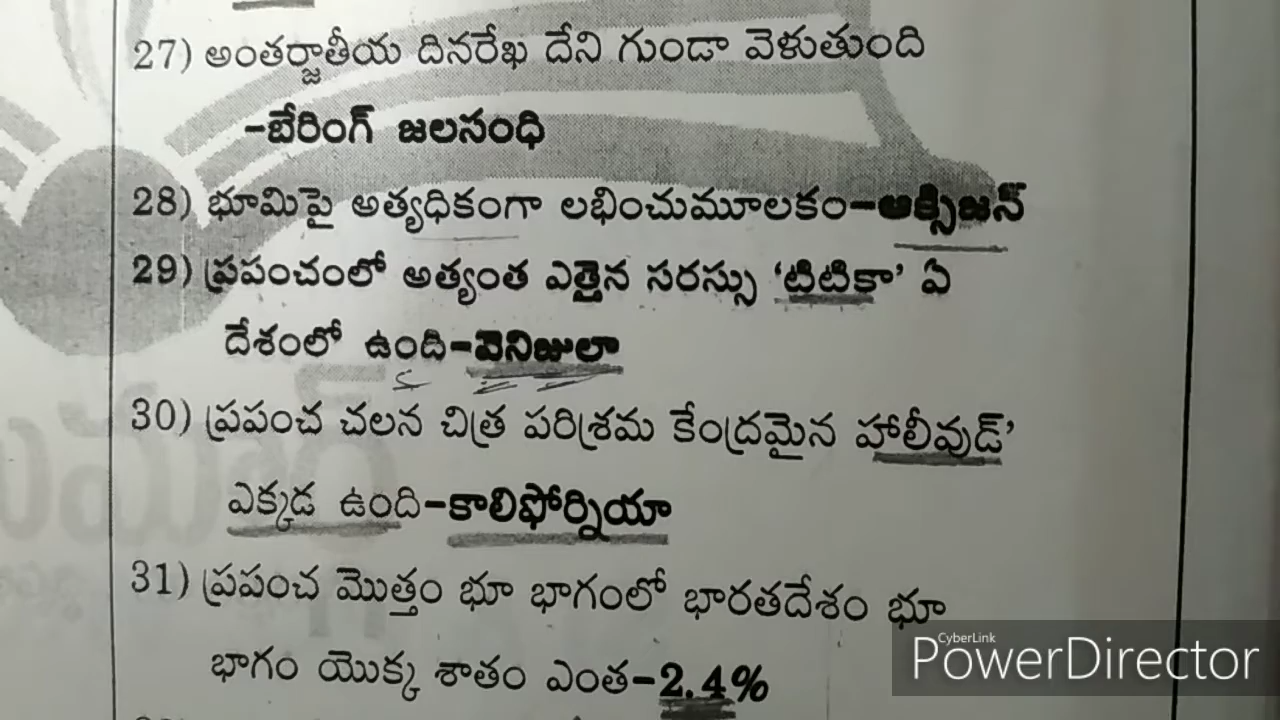 27) అంతర్జాతీయ దినరేఖ దేని గుండా వెళుతుంది
-బేరింగ్ జలసంధి
28) భూమిపై అత్యధికంగా లభించుమూలకం-ఆక్సిజన్
29) ప్రపంచంలో అత్యంత ఎత్తైన సరస్సు 'టిటికా' ఏ
దేశంలో ఉంది-వెనిజులా
30) ప్రపంచ చలన చిత్ర పరిశ్రమ కేంద్రమైన హాలీవుడ్'
ఎక్కడ ఉంది-కాలిఫోర్నియా
31) ప్రపంచ మొత్తం భూ భాగంలో భారతదేశం భూ
భాగం యొక్క శాతం ఎంత-2.4%
CyberLink
PowerDirector